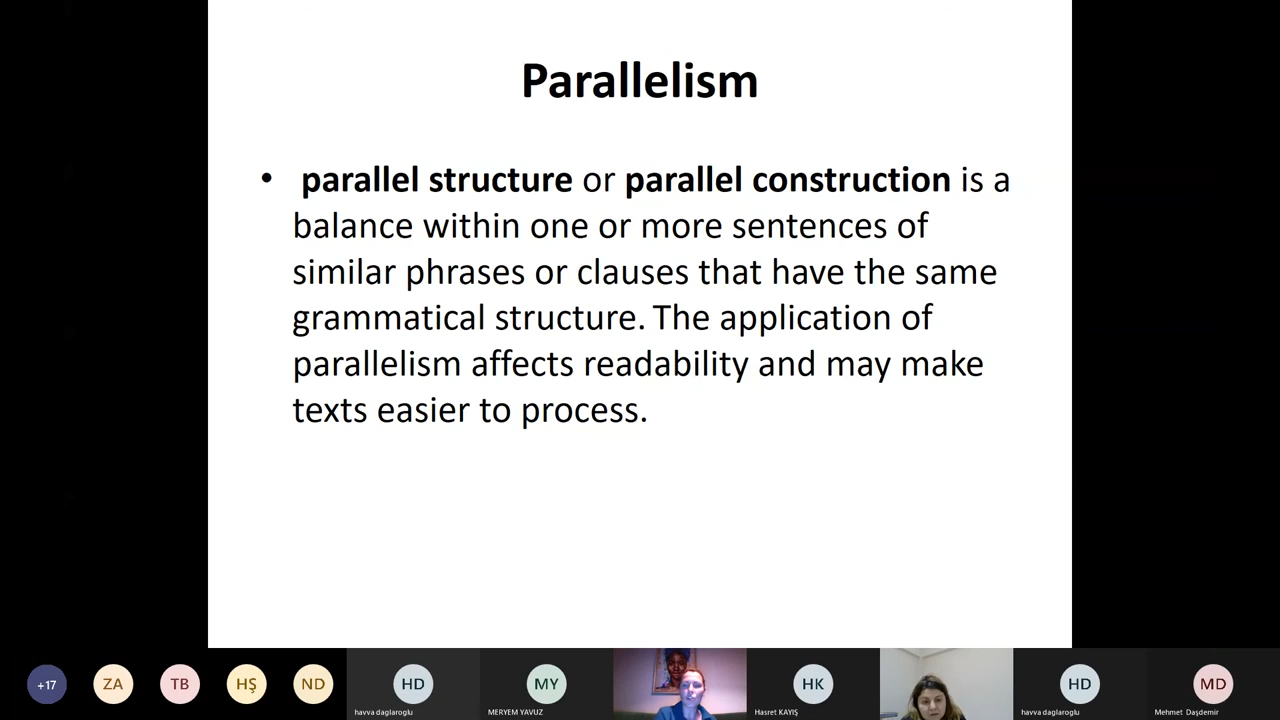 Parallelism
• parallel structure or parallel construction is a
balance within one or more sentences of
similar phrases or clauses that have the same
grammatical structure. The application of
parallelism affects readability and may make
texts easier to process.
+17 ZA TB HŞ ND HD MY HK HD MD
havva daglaroglu MERYEM YAVUZ Hasret KAYIŞ havva daglaroglu Mehmet Daşdemir